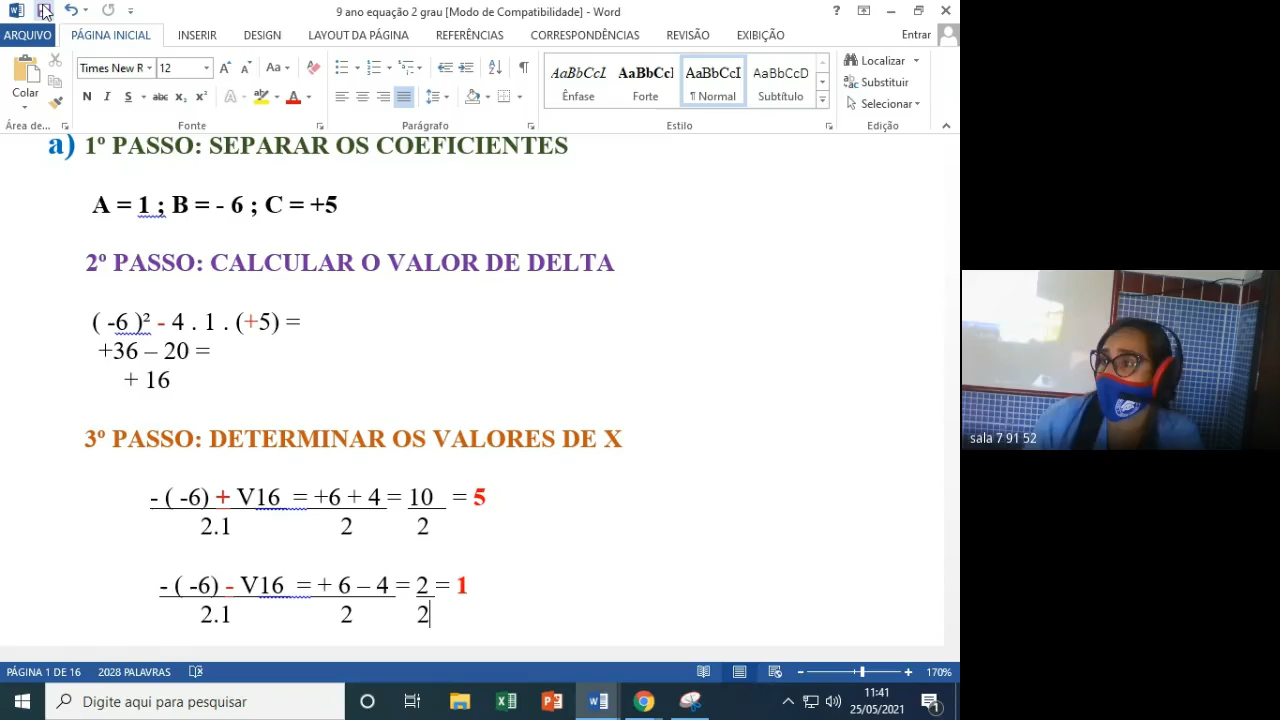 9 ano equação 2 grau [Modo de Compatibilidade] - Word
?
ARQUIVO PÁGINA INICIAL INSERIR DESIGN LAYOUT DA PÁGINA REFERÊNCIAS CORRESPONDÊNCIAS REVISÃO EXIBIÇÃO Entrar
Colar
Times New R 12 Aa
N I S abc x₂ x² A A
AaBbCcI AaBbCcI AaBbCcI AaBbCcD
Ênfase Forte ¶ Normal Subtítulo
Localizar
Substituir
Selecionar
Área de... Fonte Parágrafo Estilo Edição
a) 1º PASSO: SEPARAR OS COEFICIENTES
A = 1 ; B = - 6 ; C = +5
2º PASSO: CALCULAR O VALOR DE DELTA
( -6 )² - 4 . 1 . (+5) =
+36 – 20 =
+ 16
3º PASSO: DETERMINAR OS VALORES DE X
- ( -6) + V16 = +6 + 4 = 10 = 5
2.1 2 2
- ( -6) - V16 = + 6 – 4 = 2 = 1
2.1 2 2
sala 7 91 52
PÁGINA 1 DE 16 2028 PALAVRAS 170%
Digite aqui para pesquisar
11:41
25/05/2021
1